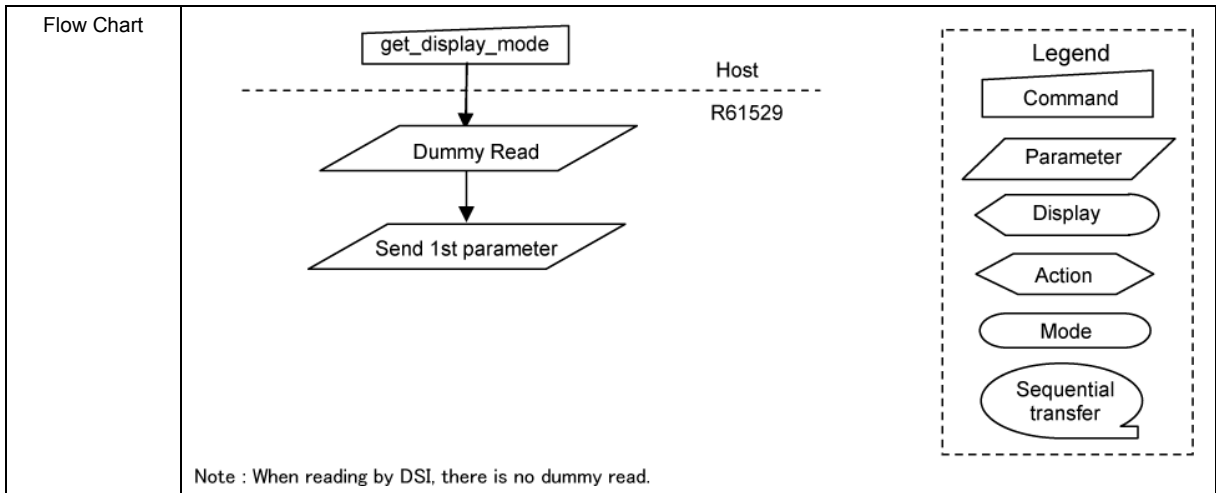 Flow Chart
get_display_mode
Host
R61529
Dummy Read
Send 1st parameter
Note : When reading by DSI, there is no dummy read.
Legend
Command
Parameter
Display
Action
Mode
Sequential
transfer